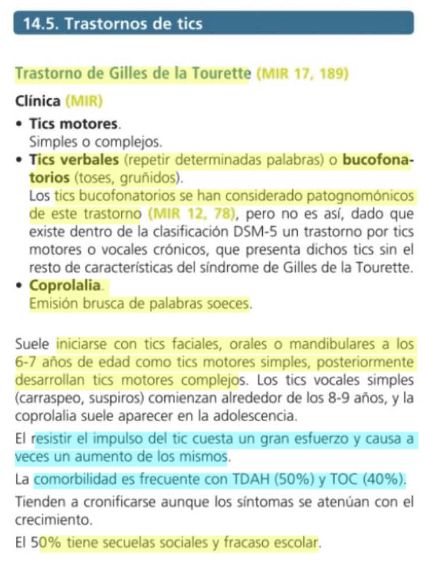 14.5. Trastornos de tics
Trastorno de Gilles de la Tourette (MIR 17, 189)
Clínica (MIR)
• Tics motores.
Simples o complejos.
• Tics verbales (repetir determinadas palabras) o bucofona-
torios (toses, gruñidos).
Los tics bucofonatorios se han considerado patognomónicos
de este trastorno (MIR 12, 78), pero no es así, dado que
existe dentro de la clasificación DSM-5 un trastorno por tics
motores o vocales crónicos, que presenta dichos tics sin el
resto de características del síndrome de Gilles de la Tourette.
• Coprolalia.
Emisión brusca de palabras soeces.
Suele iniciarse con tics faciales, orales o mandibulares a los
6-7 años de edad como tics motores simples, posteriormente
desarrollan tics motores complejos. Los tics vocales simples
(carraspeo, suspiros) comienzan alrededor de los 8-9 años, y la
coprolalia suele aparecer en la adolescencia.
El resistir el impulso del tic cuesta un gran esfuerzo y causa a
veces un aumento de los mismos.
La comorbilidad es frecuente con TDAH (50%) y TOC (40%).
Tienden a cronificarse aunque los síntomas se atenúan con el
crecimiento.
El 50% tiene secuelas sociales y fracaso escolar.